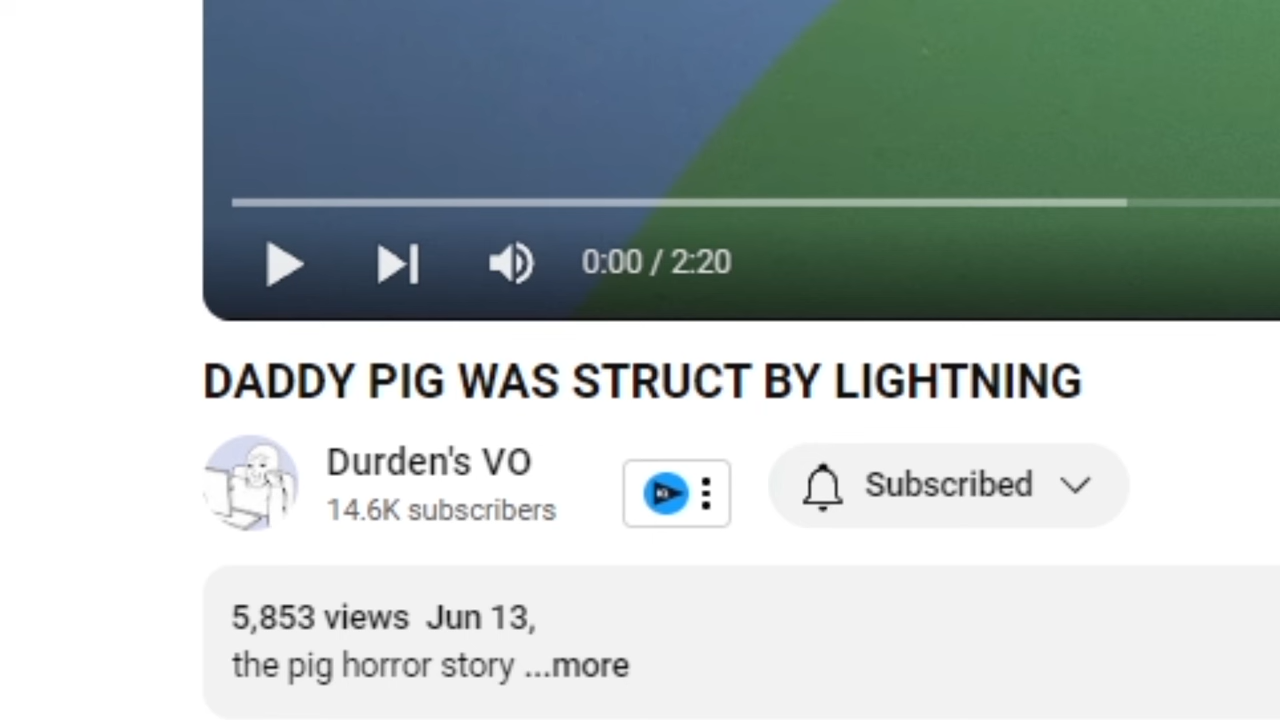 0:00 / 2:20
DADDY PIG WAS STRUCT BY LIGHTNING
Durden's VO
14.6K subscribers
Subscribed
5,853 views Jun 13,
the pig horror story ...more